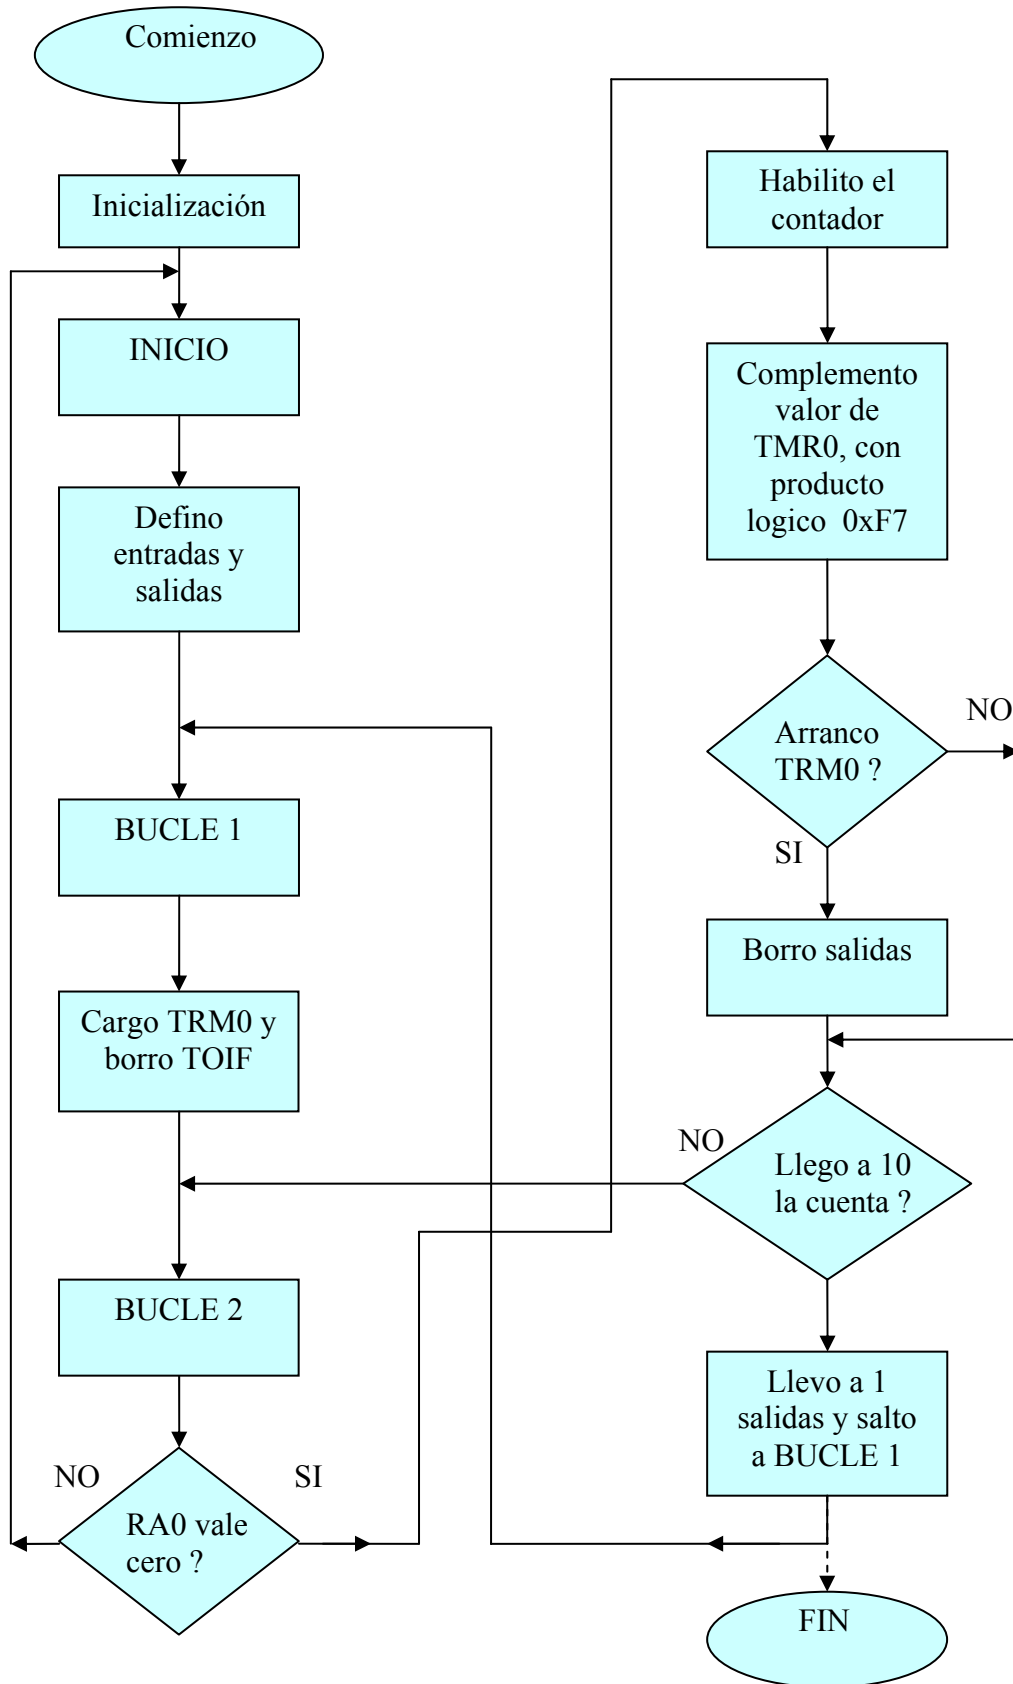 Comienzo
Inicialización
INICIO
Defino
entradas y
salidas
BUCLE 1
Cargo TRM0 y
borro TOIF
BUCLE 2
NO
SI
RA0 vale
cero ?
Habilito el
contador
Complemento
valor de
TMR0, con
producto
logico  0xF7
NO
Arranco
TRM0 ?
SI
Borro salidas
NO
Llego a 10
la cuenta ?
Llevo a 1
salidas y salto
a BUCLE 1
FIN